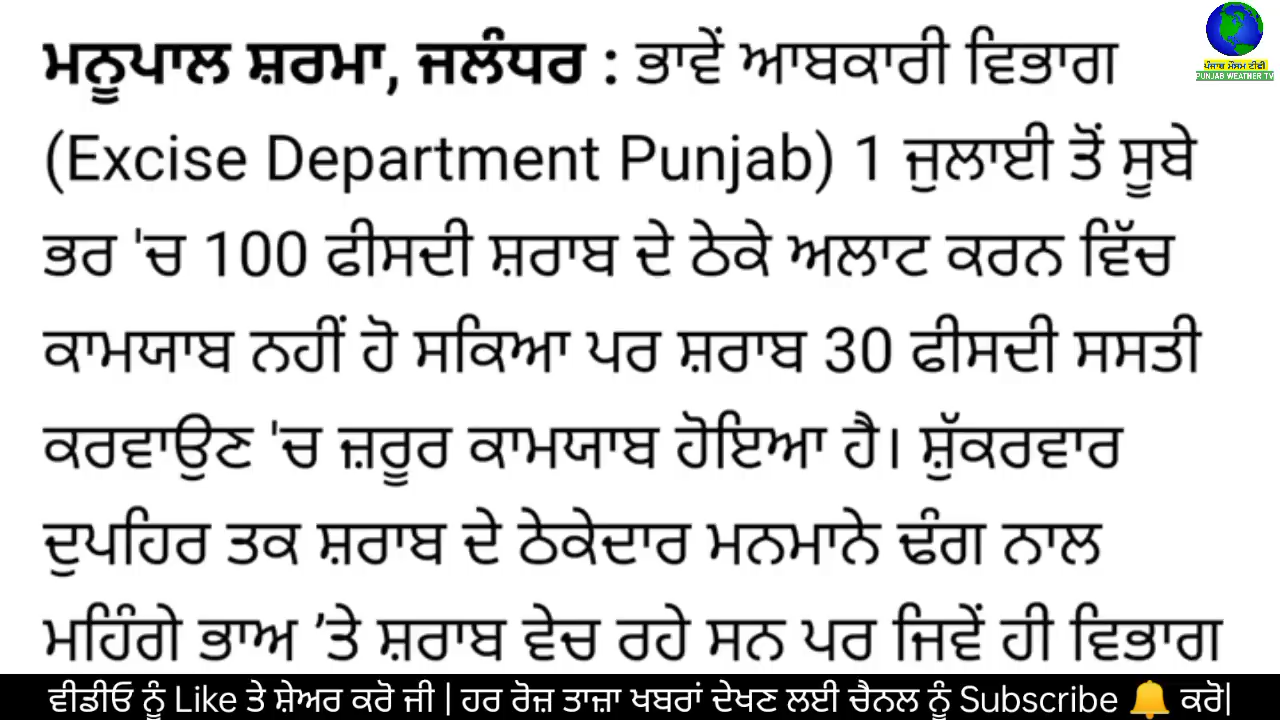 ਮਨੂਪਾਲ ਸ਼ਰਮਾ, ਜਲੰਧਰ : ਭਾਵੇਂ ਆਬਕਾਰੀ ਵਿਭਾਗ
(Excise Department Punjab) 1 ਜੁਲਾਈ ਤੋਂ ਸੂਬੇ
ਭਰ 'ਚ 100 ਫੀਸਦੀ ਸ਼ਰਾਬ ਦੇ ਠੇਕੇ ਅਲਾਟ ਕਰਨ ਵਿੱਚ
ਕਾਮਯਾਬ ਨਹੀਂ ਹੋ ਸਕਿਆ ਪਰ ਸ਼ਰਾਬ 30 ਫੀਸਦੀ ਸਸਤੀ
ਕਰਵਾਉਣ 'ਚ ਜ਼ਰੂਰ ਕਾਮਯਾਬ ਹੋਇਆ ਹੈ। ਸ਼ੁੱਕਰਵਾਰ
ਦੁਪਹਿਰ ਤਕ ਸ਼ਰਾਬ ਦੇ ਠੇਕੇਦਾਰ ਮਨਮਾਨੇ ਢੰਗ ਨਾਲ
ਮਹਿੰਗੇ ਭਾਅ ’ਤੇ ਸ਼ਰਾਬ ਵੇਚ ਰਹੇ ਸਨ ਪਰ ਜਿਵੇਂ ਹੀ ਵਿਭਾਗ
ਪੰਜਾਬ ਮੌਸਮ ਟੀਵੀ
PUNJAB WEATHER TV
ਵੀਡੀਓ ਨੂੰ Like ਤੇ ਸ਼ੇਅਰ ਕਰੋ ਜੀ | ਹਰ ਰੋਜ਼ ਤਾਜ਼ਾ ਖਬਰਾਂ ਦੇਖਣ ਲਈ ਚੈਨਲ ਨੂੰ Subscribe 🔔 ਕਰੋ|